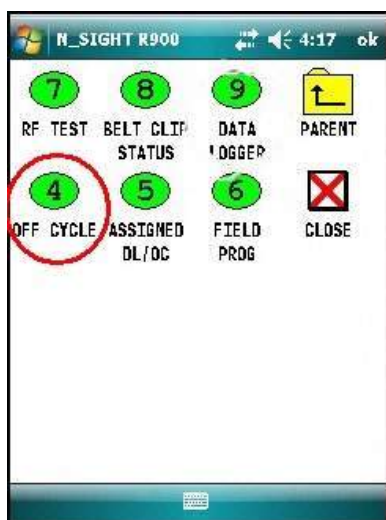 N_SIGHT R900 4:17 ok
7 8 9
RF TEST BELT CLIP DATA PARENT
STATUS LOGGER
4 5 6
OFF CYCLE ASSIGNED FIELD CLOSE
DL/OC PROG